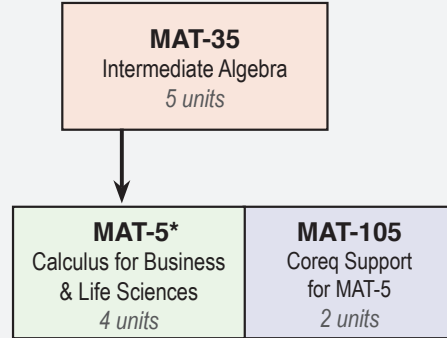 MAT-35
Intermediate Algebra
5 units
MAT-5*
Calculus for Business
& Life Sciences
4 units
MAT-105
Coreq Support
for MAT-5
2 units